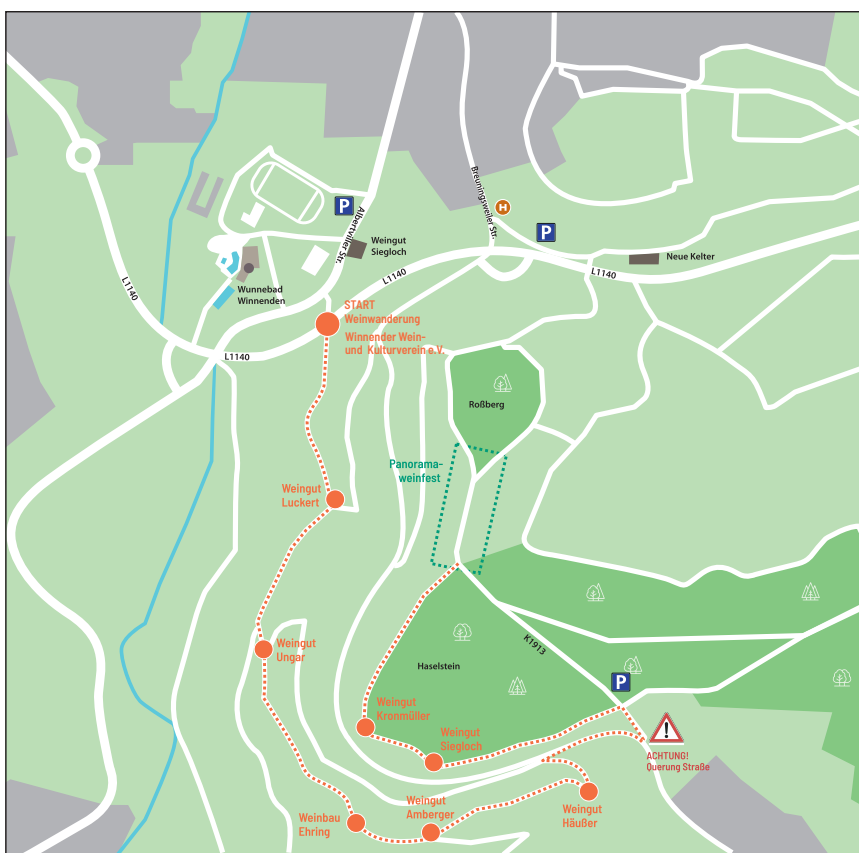 P
Albertviller Str.
Weingut
Siegloch
Breuningsweiler Str.
H
P
Neue Kelter
L1140
L1140
L1140
L1140
Wunnebad
Winnenden
START
Weinwanderung
Winnender Wein-
und Kulturverein e.V.
Roßberg
Panorama-
weinfest
Weingut
Luckert
Weingut
Ungar
Haselstein
K1913
P
Weingut
Kronmüller
Weingut
Siegloch
!
ACHTUNG!
Querung Straße
Weinbau
Ehring
Weingut
Amberger
Weingut
Häußer